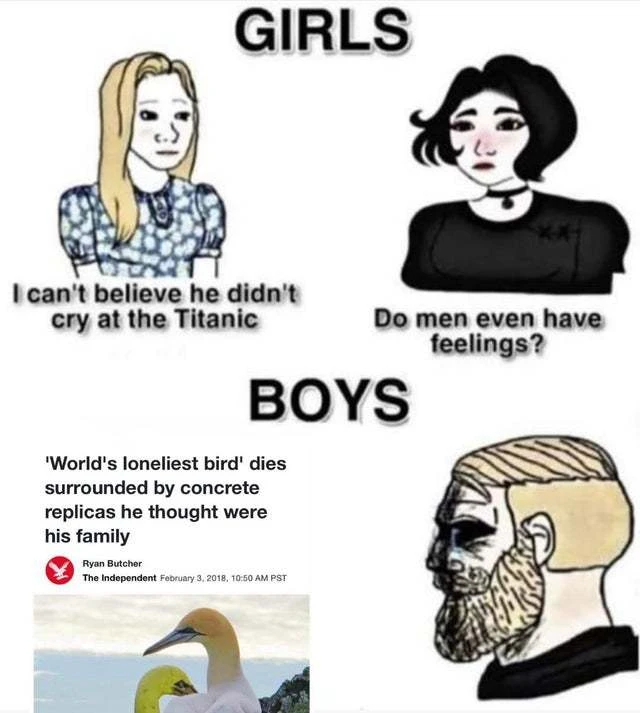 GIRLS
I can't believe he didn't
cry at the Titanic
Do men even have
feelings?
BOYS
'World's loneliest bird' dies
surrounded by concrete
replicas he thought were
his family
Ryan Butcher
The Independent February 3, 2018, 10:50 AM PST